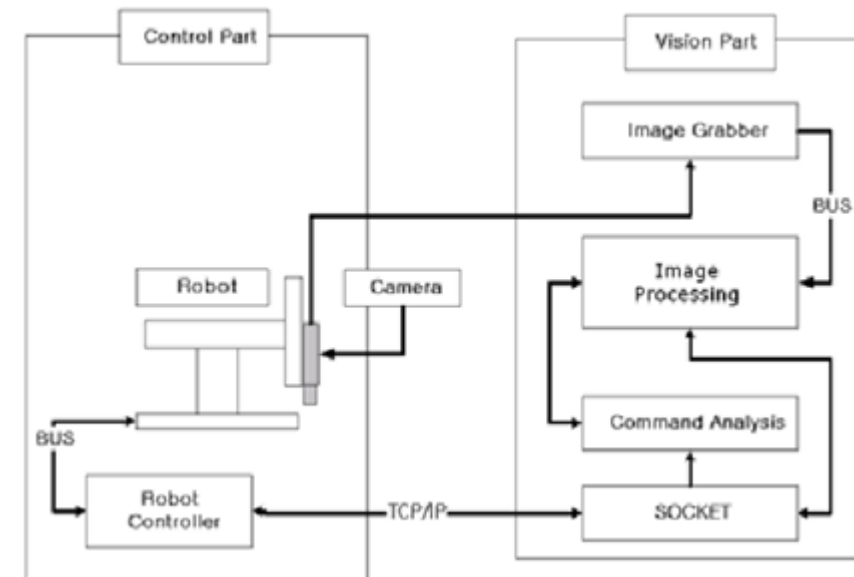 Control Part
Vision Part
Image Grabber
BUS
Robot
Camera
Image
Processing
BUS
Command Analysis
Robot
Controller
TCP/IP
SOCKET